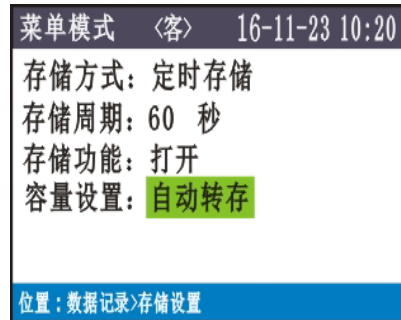 菜单模式 〈客〉 16-11-23 10:20
存储方式：定时存储
存储周期：60 秒
存储功能：打开
容量设置：自动转存
位置：数据记录>存储设置